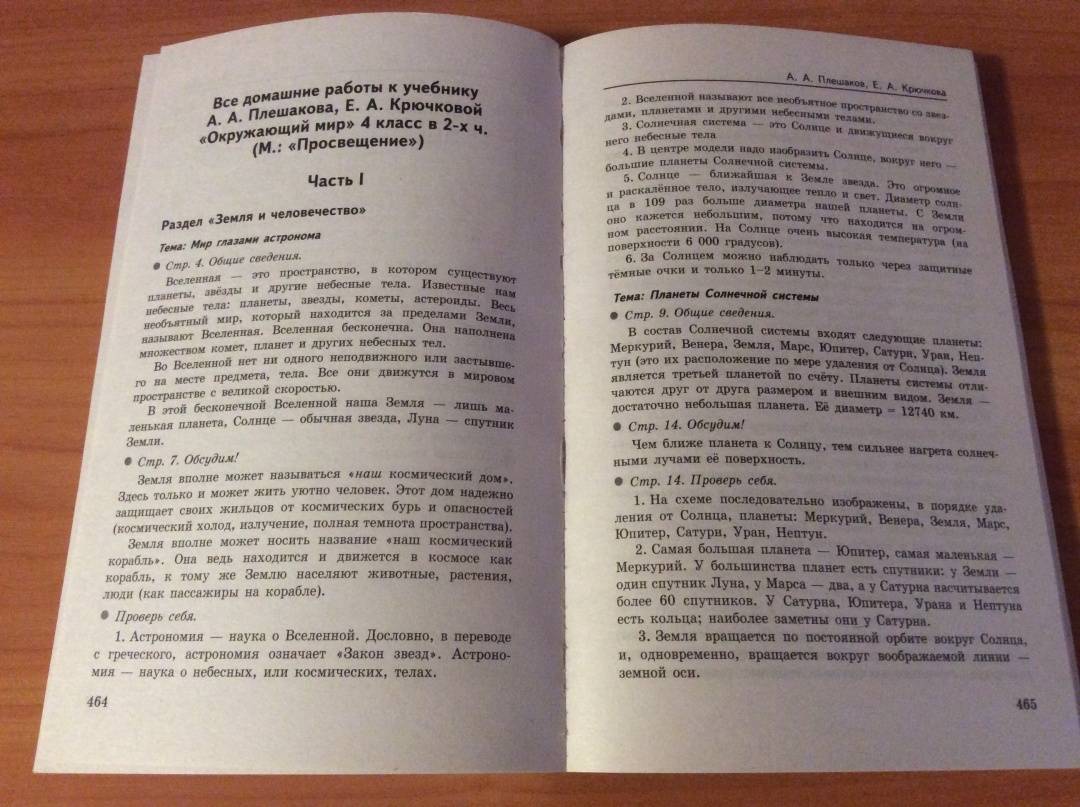 Все домашние работы к учебнику
А. А. Плешакова, Е. А. Крючковой
«Окружающий мир» 4 класс в 2-х ч.
(М.: «Просвещение»)
Часть I
Раздел «Земля и человечество»
Тема: Мир глазами астронома
● Стр. 4. Общие сведения.
Вселенная — это пространство, в котором существуют
планеты, звёзды и другие небесные тела. Известные нам
небесные тела: планеты, звезды, кометы, астероиды. Весь
необъятный мир, который находится за пределами Земли,
называют Вселенная. Вселенная бесконечна. Она наполнена
множеством комет, планет и других небесных тел.
Во Вселенной нет ни одного неподвижного или застывше-
го на месте предмета, тела. Все они движутся в мировом
пространстве с великой скоростью.
В этой бесконечной Вселенной наша Земля — лишь ма-
ленькая планета, Солнце — обычная звезда, Луна — спутник
Земли.
● Стр. 7. Обсудим!
Земля вполне может называться «наш космический дом».
Здесь только и может жить уютно человек. Этот дом надежно
защищает своих жильцов от космических бурь и опасностей
(космический холод, излучение, полная темнота пространства).
Земля вполне может носить название «наш космический
корабль». Она ведь находится и движется в космосе как
корабль, к тому же Землю населяют животные, растения,
люди (как пассажиры на корабле).
● Проверь себя.
1. Астрономия — наука о Вселенной. Дословно, в переводе
с греческого, астрономия означает «Закон звезд». Астроно-
мия — наука о небесных, или космических, телах.
464
А. А. Плешаков, Е. А. Крючкова
2. Вселенной называют все необъятное пространство со звез-
дами, планетами и другими небесными телами.
3. Солнечная система — это Солнце и движущиеся вокруг
него небесные тела
4. В центре модели надо изобразить Солнце, вокруг него —
большие планеты Солнечной системы.
5. Солнце — ближайшая к Земле звезда. Это огромное
и раскалённое тело, излучающее тепло и свет. Диаметр солн-
ца в 109 раз больше диаметра нашей планеты. С Земли
оно кажется небольшим, потому что находится на огром-
ном расстоянии. На Солнце очень высокая температура (на
поверхности 6 000 градусов).
6. За Солнцем можно наблюдать только через защитные
тёмные очки и только 1–2 минуты.
Тема: Планеты Солнечной системы
● Стр. 9. Общие сведения.
В состав Солнечной системы входят следующие планеты:
Меркурий, Венера, Земля, Марс, Юпитер, Сатурн, Уран, Неп-
тун (это их расположение по мере удаления от Солнца). Земля
является третьей планетой по счёту. Планеты системы отли-
чаются друг от друга размером и внешним видом. Земля —
достаточно небольшая планета. Её диаметр = 12740 км.
● Стр. 14. Обсудим!
Чем ближе планета к Солнцу, тем сильнее нагрета солнеч-
ными лучами её поверхность.
● Стр. 14. Проверь себя.
1. На схеме последовательно изображены, в порядке уда-
ления от Солнца, планеты: Меркурий, Венера, Земля, Марс,
Юпитер, Сатурн, Уран, Нептун.
2. Самая большая планета — Юпитер, самая маленькая —
Меркурий. У большинства планет есть спутники: у Земли —
один спутник Луна, у Марса — два, а у Сатурна насчитывается
более 60 спутников. У Сатурна, Юпитера, Урана и Нептуна
есть кольца; наиболее заметны они у Сатурна.
3. Земля вращается по постоянной орбите вокруг Солнца,
и, одновременно, вращается вокруг воображаемой линии —
земной оси.
465